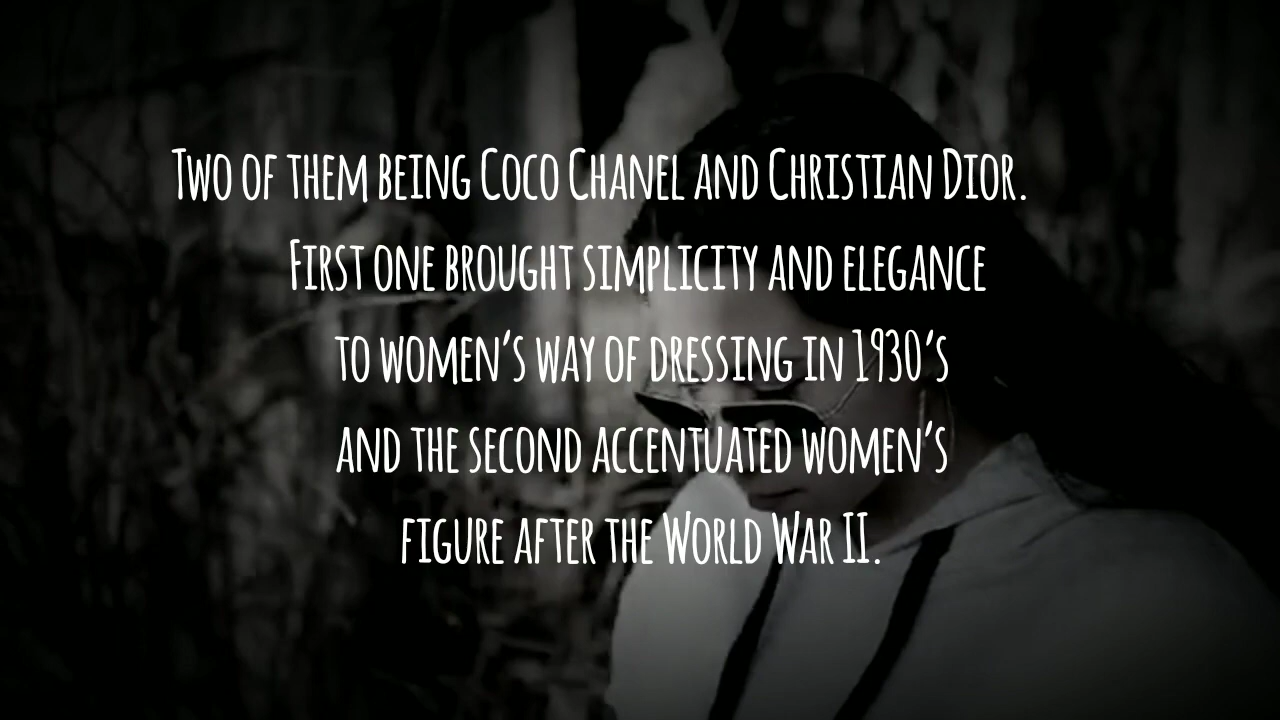 Two of them being Coco Chanel and Christian Dior.
First one brought simplicity and elegance
to women's way of dressing in 1930's
and the second accentuated women's
figure after the World War II.